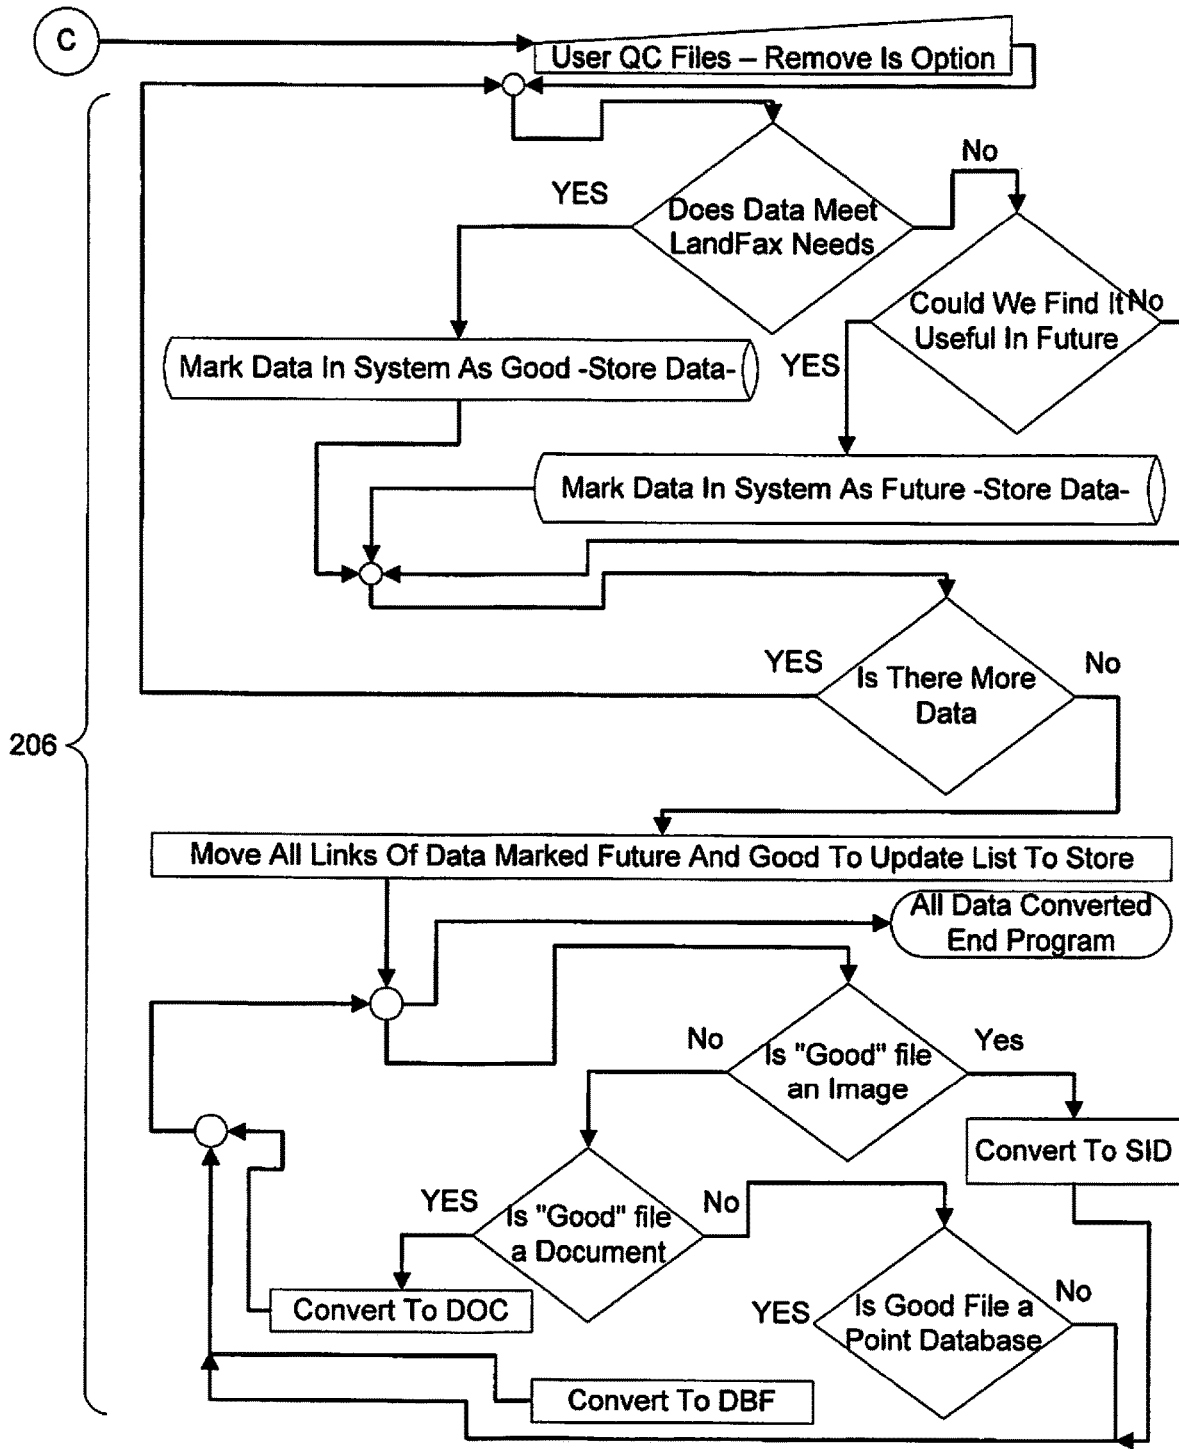 C
User QC Files – Remove Is Option
No
YES
Does Data Meet
LandFax Needs
Could We Find It
Useful In Future
No
Mark Data In System As Good -Store Data-
YES
Mark Data In System As Future -Store Data-
YES
No
Is There More
Data
206
Move All Links Of Data Marked Future And Good To Update List To Store
All Data Converted
End Program
No
Is "Good" file
an Image
Yes
Convert To SID
YES
Is "Good" file
a Document
No
Convert To DOC
YES
Is Good File a
Point Database
No
Convert To DBF